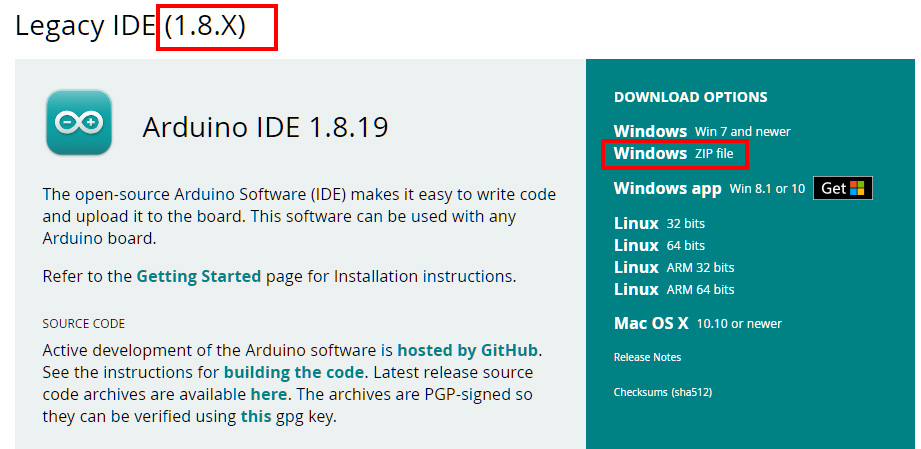 Legacy IDE (1.8.X)
Arduino IDE 1.8.19
The open-source Arduino Software (IDE) makes it easy to write code
and upload it to the board. This software can be used with any
Arduino board.
Refer to the Getting Started page for Installation instructions.
SOURCE CODE
Active development of the Arduino software is hosted by GitHub.
See the instructions for building the code. Latest release source
code archives are available here. The archives are PGP-signed so
they can be verified using this gpg key.
DOWNLOAD OPTIONS
Windows Win 7 and newer
Windows ZIP file
Windows app Win 8.1 or 10 Get
Linux 32 bits
Linux 64 bits
Linux ARM 32 bits
Linux ARM 64 bits
Mac OS X 10.10 or newer
Release Notes
Checksums (sha512)